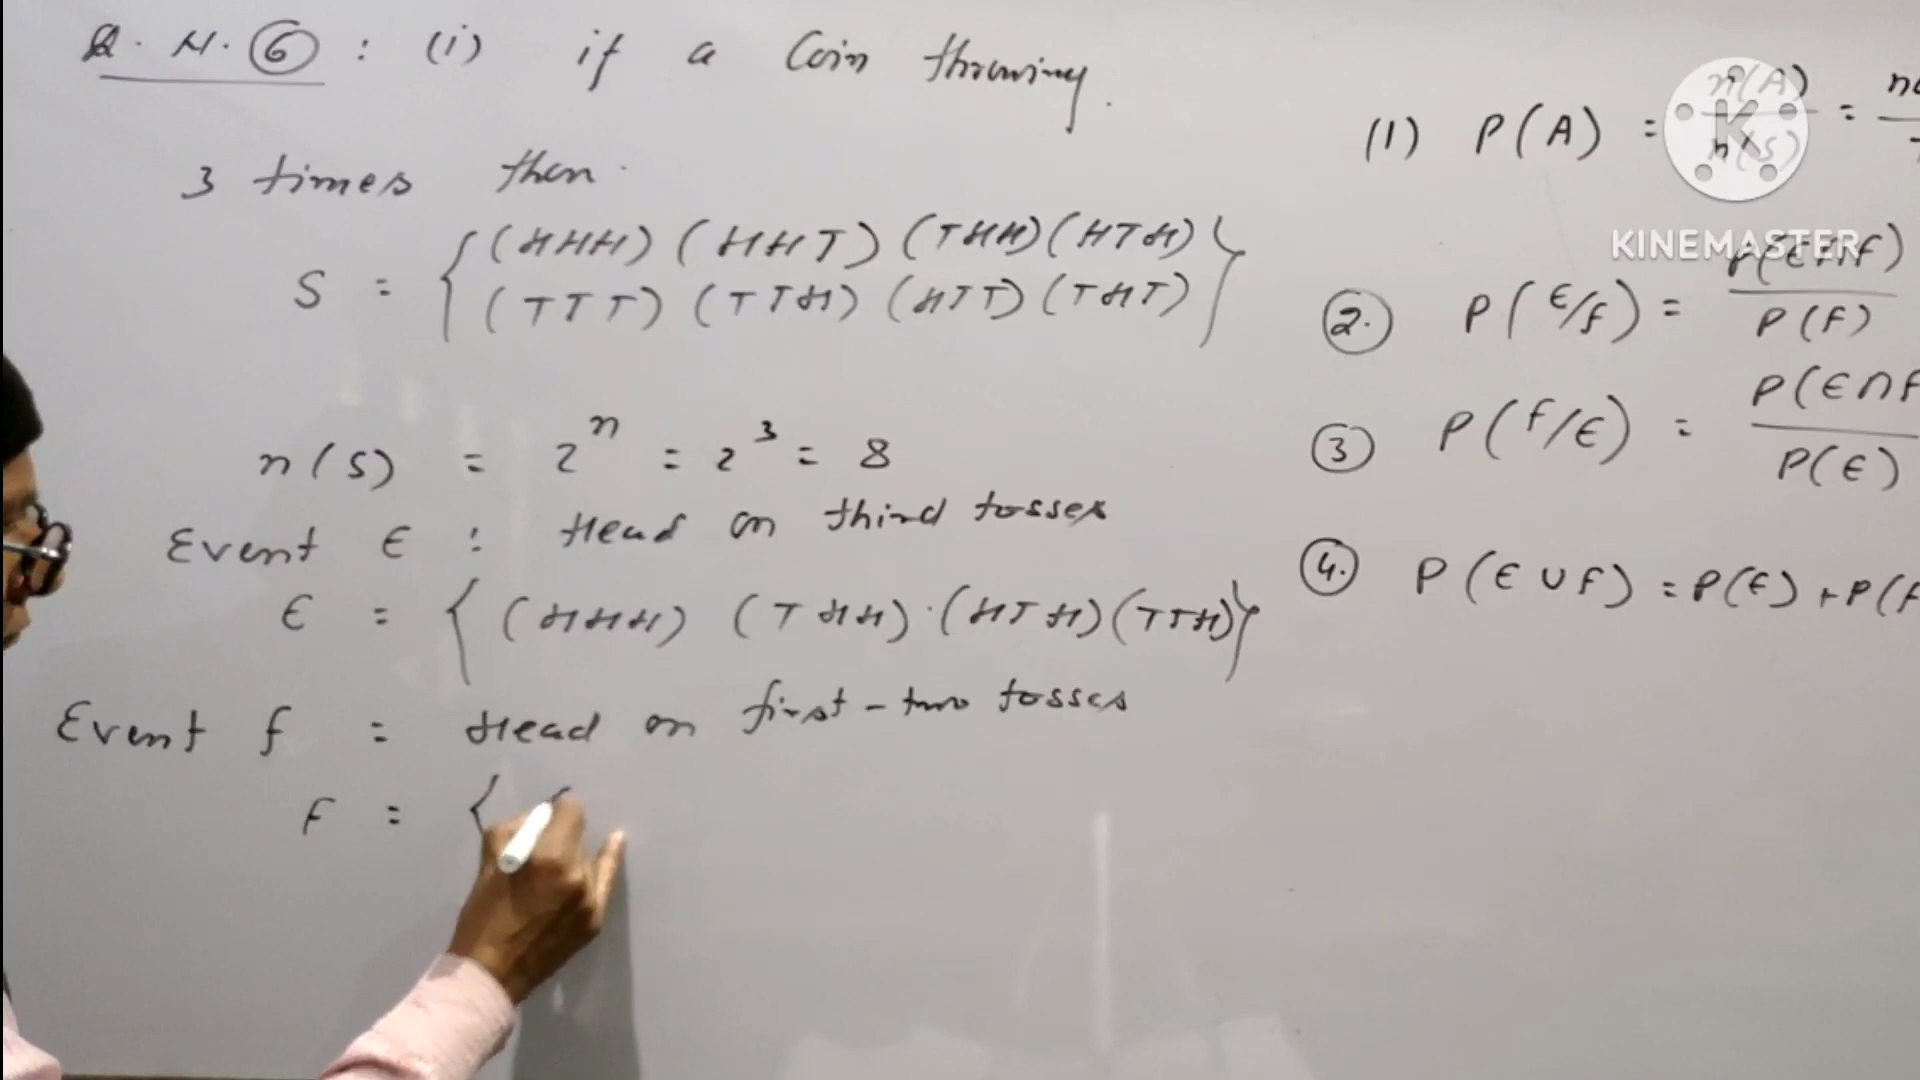 Q. N. 6 : (i) if a Coin throwing.
3 times then.
S = { (HHH) (HHT) (THH) (HTH)
(TTT) (TTH) (HTT) (THT) }
n(S) = 2^n = 2^3 = 8
Event E : Head on third tosses
E = { (HHH) (THH) . (HTH) (TTH) }
Event f = Head on first-two tosses
F = { (
(1) P(A) = n(A) / n(S) =
2. P(E/f) = P(E∩f) / P(F)
3 P(f/E) = P(E∩f / P(E)
4. P(E∪f) = P(E) + P(f
KINEMASTER